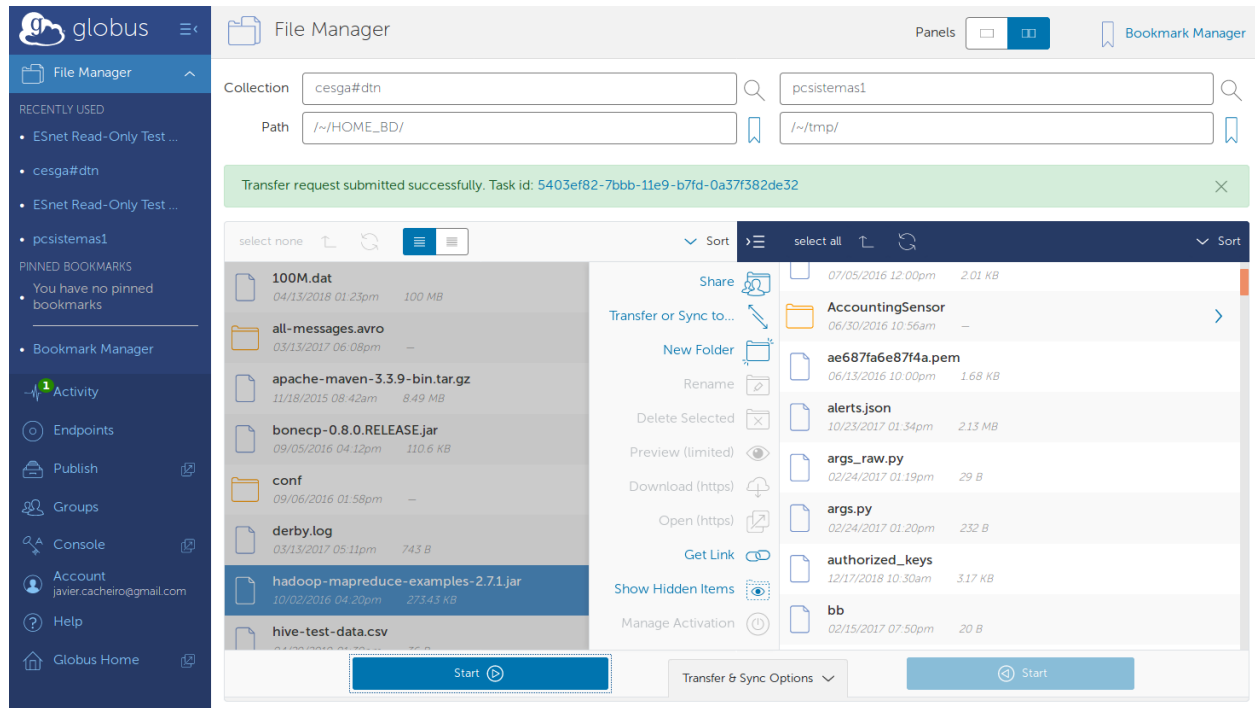 globus
File Manager
RECENTLY USED
ESnet Read-Only Test ...
cesga#dtn
ESnet Read-Only Test ...
pcsistemas1
PINNED BOOKMARKS
You have no pinned
bookmarks
Bookmark Manager
1
Activity
Endpoints
Publish
Groups
Console
Account
javier.cacheiro@gmail.com
Help
Globus Home
File Manager
Panels
Bookmark Manager
Collection
cesga#dtn
pcsistemas1
Path
/~/HOME_BD/
/~/tmp/
Transfer request submitted successfully. Task id: 5403ef82-7bbb-11e9-b7fd-0a37f382de32
select none
Sort
select all
Sort
100M.dat
04/13/2018 01:23pm 100 MB
all-messages.avro
03/13/2017 06:08pm —
apache-maven-3.3.9-bin.tar.gz
11/18/2015 08:42am 8.49 MB
bonecp-0.8.0.RELEASE.jar
09/05/2016 04:12pm 110.6 KB
conf
09/06/2016 01:58pm —
derby.log
03/13/2017 05:11pm 743 B
hadoop-mapreduce-examples-2.7.1.jar
10/02/2016 04:20pm 273.43 KB
hive-test-data.csv
Share
Transfer or Sync to...
New Folder
Rename
Delete Selected
Preview (limited)
Download (https)
Open (https)
Get Link
Show Hidden Items
Manage Activation
07/05/2016 12:00pm 2.01 KB
AccountingSensor
06/30/2016 10:56am —
ae687fa6e87f4a.pem
06/13/2016 10:00pm 1.68 KB
alerts.json
10/23/2017 01:34pm 2.13 MB
args_raw.py
02/24/2017 01:19pm 29 B
args.py
02/24/2017 01:20pm 232 B
authorized_keys
12/17/2018 10:30am 3.17 KB
bb
02/15/2017 07:50pm 20 B
Start
Transfer & Sync Options
Start